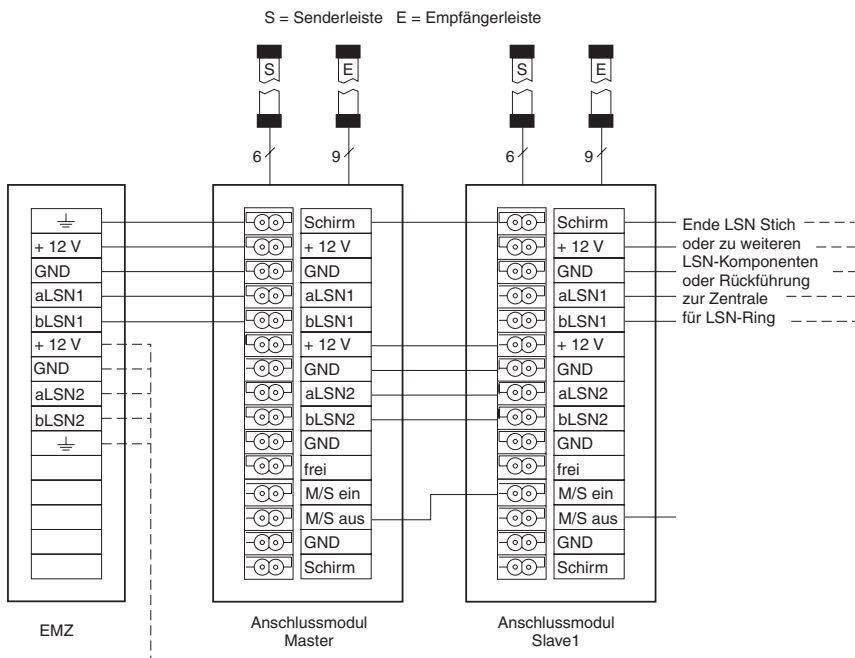 S = Senderleiste E = Empfängerleiste
S E S E
6 9 6 9
+ 12 V
GND
aLSN1
bLSN1
+ 12 V
GND
aLSN2
bLSN2
EMZ
Schirm
+ 12 V
GND
aLSN1
bLSN1
+ 12 V
GND
aLSN2
bLSN2
GND
frei
M/S ein
M/S aus
GND
Schirm
Anschlussmodul
Master
Schirm
+ 12 V
GND
aLSN1
bLSN1
+ 12 V
GND
aLSN2
bLSN2
GND
frei
M/S ein
M/S aus
GND
Schirm
Anschlussmodul
Slave1
Ende LSN Stich
oder zu weiteren
LSN-Komponenten
oder Rückführung
zur Zentrale
für LSN-Ring